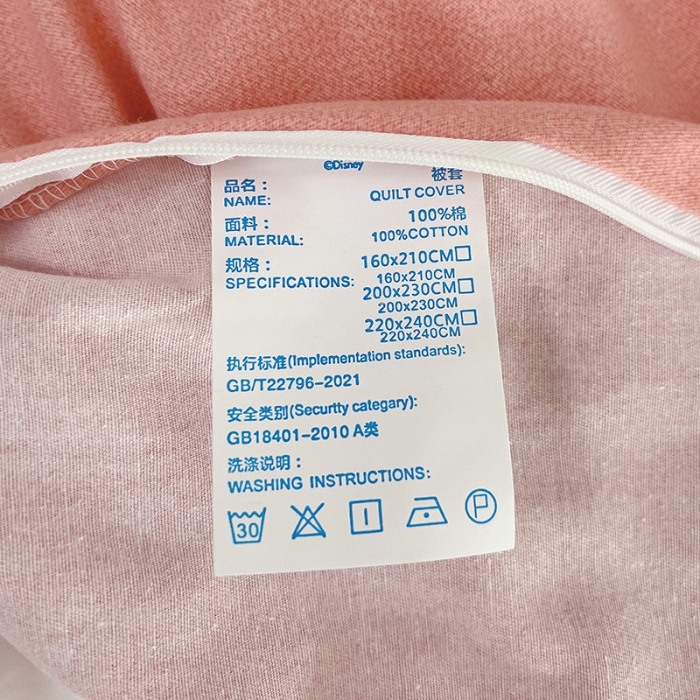 ©Disney
品名：
被套
NAME:
QUILT COVER
面料：
100%棉
MATERIAL:
100%COTTON
规格：
160x210CM□
SPECIFICATIONS:
160x210CM
200x230CM□
200x230CM
220x240CM□
220x240CM
执行标准(Implementation standards):
GB/T22796-2021
安全类别(Securtty categary):
GB18401-2010 A类
洗涤说明：
WASHING INSTRUCTIONS:
30
P